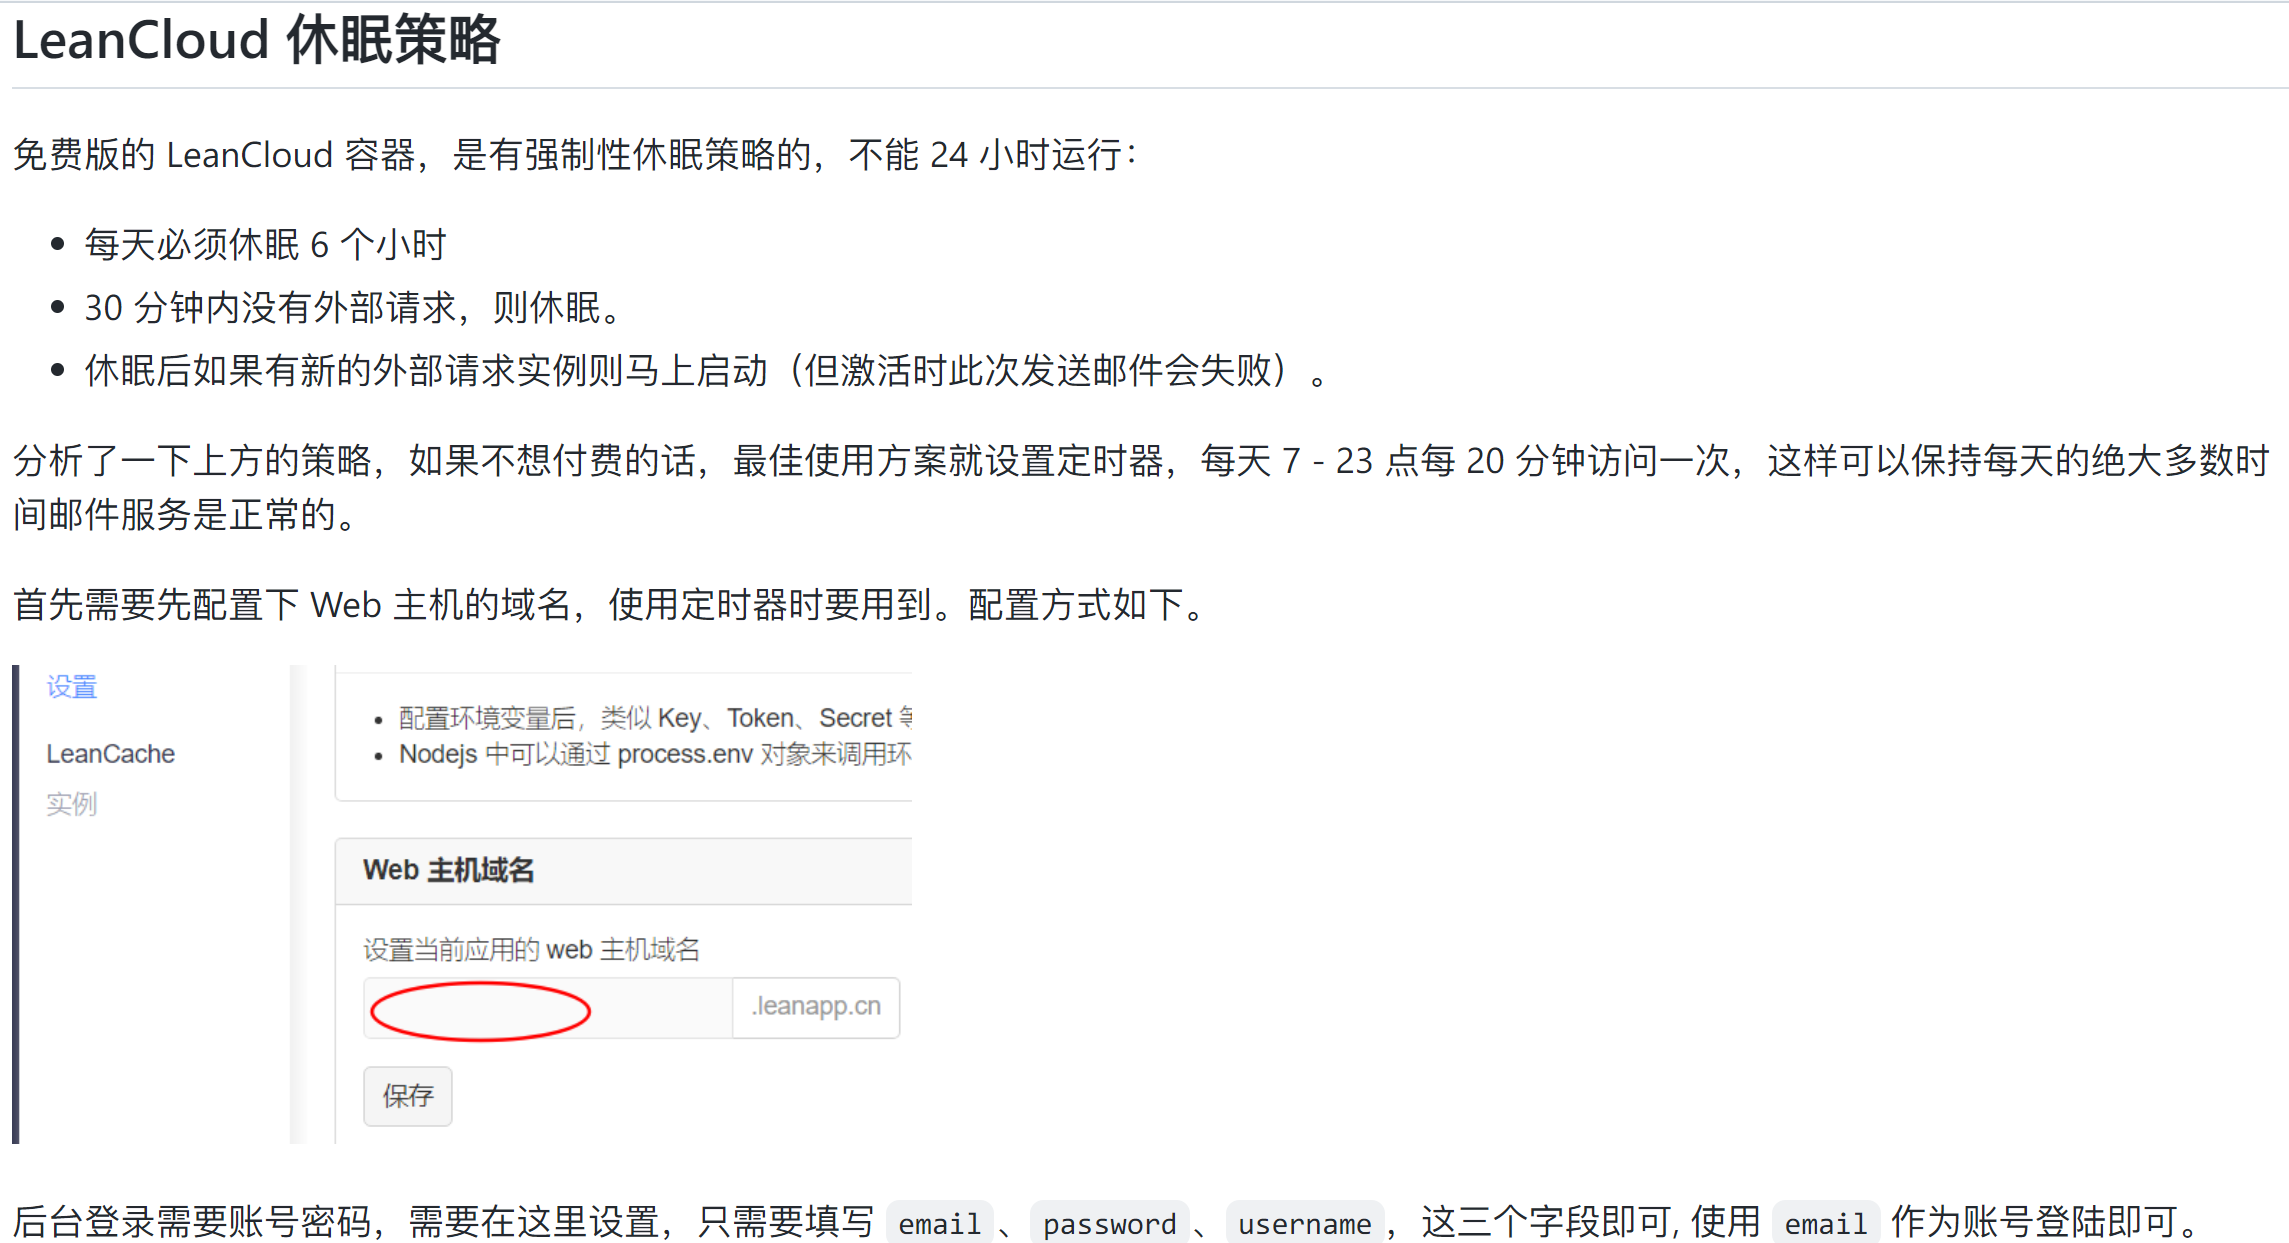 LeanCloud 休眠策略
免费版的 LeanCloud 容器，是有强制性休眠策略的，不能 24 小时运行：
每天必须休眠 6 个小时
30 分钟内没有外部请求，则休眠。
休眠后如果有新的外部请求实例则马上启动（但激活时此次发送邮件会失败）。
分析了一下上方的策略，如果不想付费的话，最佳使用方案就设置定时器，每天 7 - 23 点每 20 分钟访问一次，这样可以保持每天的绝大多数时
间邮件服务是正常的。
首先需要先配置下 Web 主机的域名，使用定时器时要用到。配置方式如下。
设置
LeanCache
实例
配置环境变量后，类似 Key、Token、Secret 等
Nodejs 中可以通过 process.env 对象来调用环
Web 主机域名
设置当前应用的 web 主机域名
.leanapp.cn
保存
后台登录需要账号密码，需要在这里设置，只需要填写 email 、 password 、 username ，这三个字段即可, 使用 email 作为账号登陆即可。